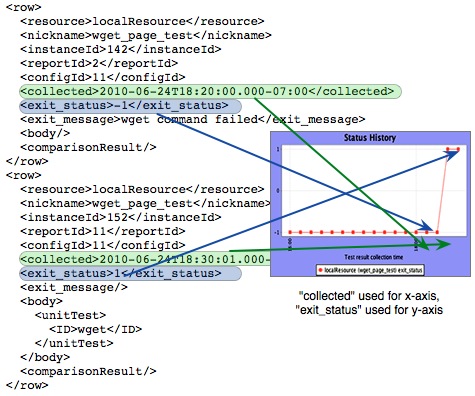 <row>
<resource>localResource</resource>
<nickname>wget_page_test</nickname>
<instanceId>142</instanceId>
<reportId>2</reportId>
<configId>11</configId>
<collected>2010-06-24T18:20:00.000-07:00</collected>
<exit_status>-1</exit_status>
<exit_message>wget command failed</exit_message>
<body/>
<comparisonResult/>
</row>
<row>
<resource>localResource</resource>
<nickname>wget_page_test</nickname>
<instanceId>152</instanceId>
<reportId>11</reportId>
<configId>11</configId>
<collected>2010-06-24T18:30:01.000-
<exit_status>1</exit_status>
<exit_message/>
<body>
<unitTest>
<ID>wget</ID>
</unitTest>
</body>
<comparisonResult/>
</row>
Status History
1
0
-1
Test result collection time
localResource (wget_page_test) exit_status
"collected" used for x-axis,
"exit_status" used for y-axis